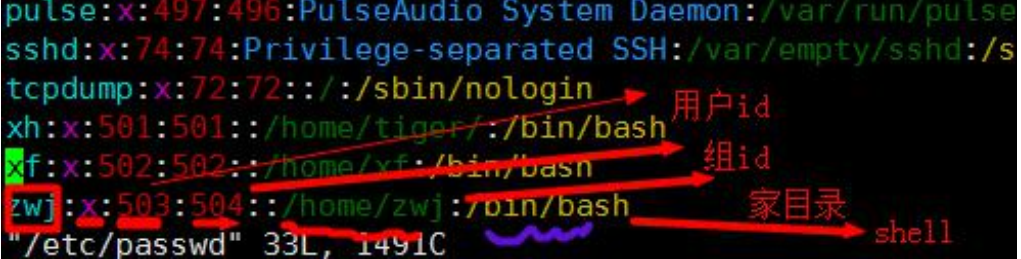 pulse:x:497:496:PulseAudio System Daemon:/var/run/pulse
sshd:x:74:74:Privilege-separated SSH:/var/empty/sshd:/s
tcpdump:x:72:72::/:/sbin/nologin
xh:x:501:501::/home/tiger/:/bin/bash
用户id
xf:x:502:502::/home/xf:/bin/bash
组id
zwj:x:503:504::/home/zwj:/bin/bash
家目录
shell
"/etc/passwd" 33L, 1491C